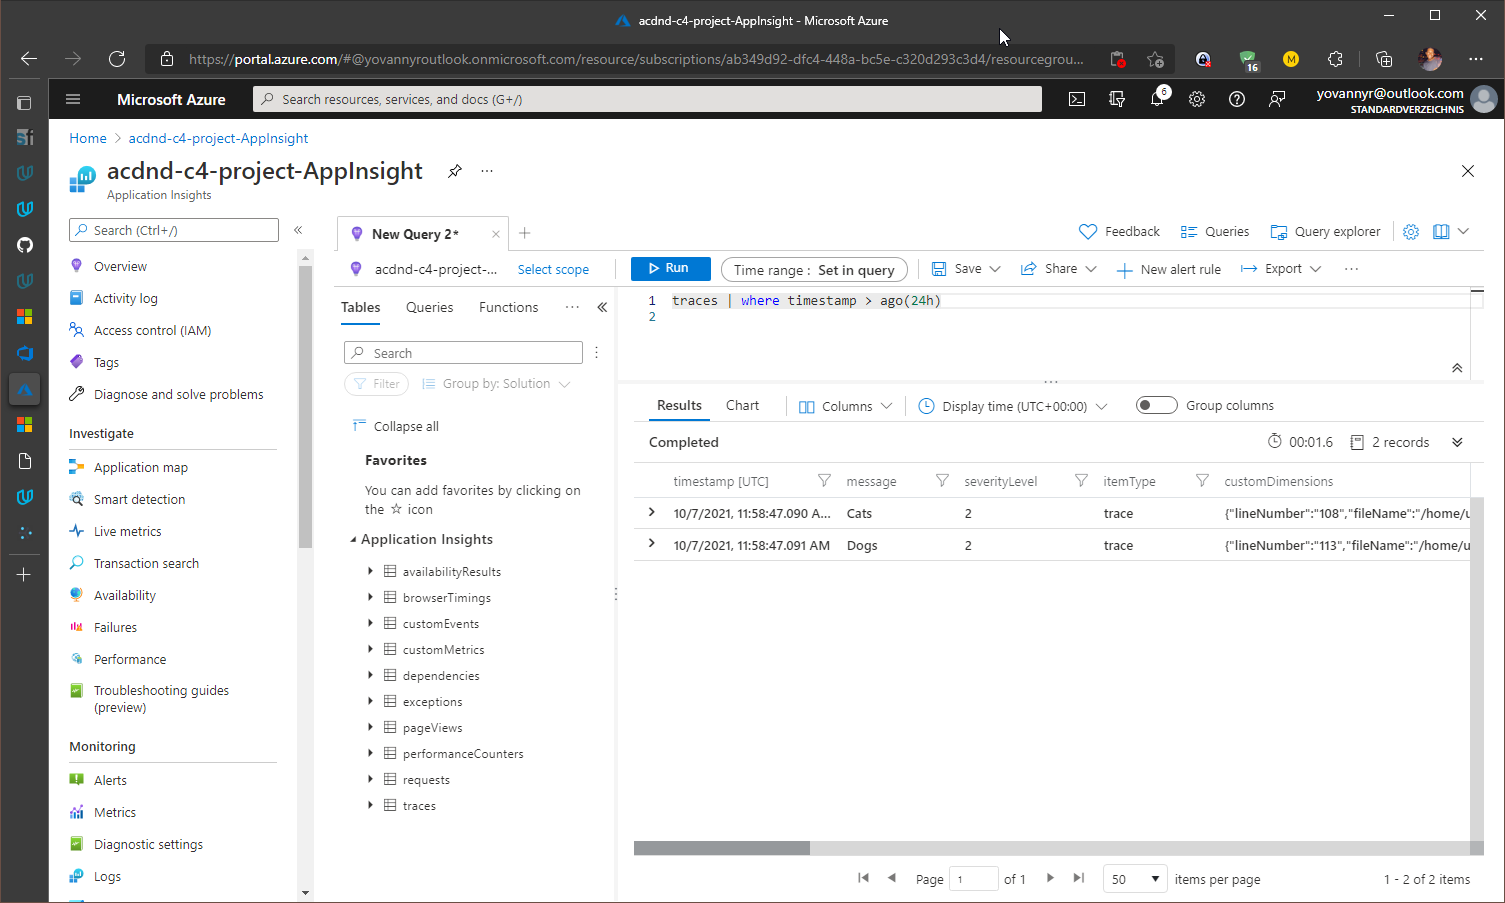 acdnd-c4-project-AppInsight - Microsoft Azure
https://portal.azure.com/#@yovannyroutlook.onmicrosoft.com/resource/subscriptions/ab349d92-dfc4-448a-bc5e-c320d293c3d4/resourcegrou...
16
M
Microsoft Azure
Search resources, services, and docs (G+/)
6
yovannyr@outlook.com
STANDARDVERZEICHNIS
Home > acdnd-c4-project-AppInsight
acdnd-c4-project-AppInsight
Application Insights
Search (Ctrl+/)
Overview
Activity log
Access control (IAM)
Tags
Diagnose and solve problems
Investigate
Application map
Smart detection
Live metrics
Transaction search
Availability
Failures
Performance
Troubleshooting guides
(preview)
Monitoring
Alerts
Metrics
Diagnostic settings
Logs
New Query 2*
Feedback
Queries
Query explorer
acdnd-c4-project-...
Select scope
Run
Time range : Set in query
Save
Share
New alert rule
Export
Tables
Queries
Functions
Search
Filter
Group by: Solution
Collapse all
Favorites
You can add favorites by clicking on
the ☆ icon
Application Insights
availabilityResults
browserTimings
customEvents
customMetrics
dependencies
exceptions
pageViews
performanceCounters
requests
traces
1 traces | where timestamp > ago(24h)
2
Results
Chart
Columns
Display time (UTC+00:00)
Group columns
Completed
00:01.6
2 records
timestamp [UTC] message severityLevel itemType customDimensions
10/7/2021, 11:58:47.090 A... Cats 2 trace {"lineNumber":"108","fileName":"/home/u
10/7/2021, 11:58:47.091 AM Dogs 2 trace {"lineNumber":"113","fileName":"/home/u
Page 1 of 1
50 items per page
1 - 2 of 2 items